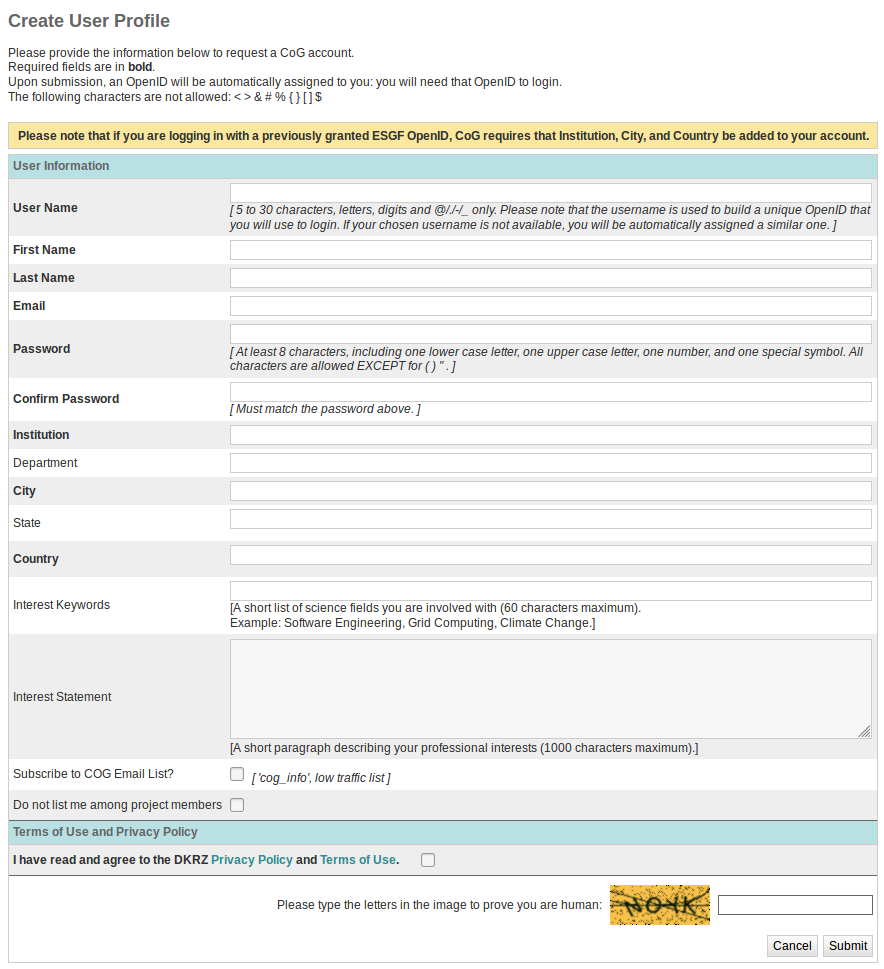 Create User Profile
Please provide the information below to request a CoG account.
Required fields are in bold.
Upon submission, an OpenID will be automatically assigned to you: you will need that OpenID to login.
The following characters are not allowed: < > & # % { } [ ] $
Please note that if you are logging in with a previously granted ESGF OpenID, CoG requires that Institution, City, and Country be added to your account.
User Information
User Name
[ 5 to 30 characters, letters, digits and @/./-/_ only. Please note that the username is used to build a unique OpenID that
you will use to login. If your chosen username is not available, you will be automatically assigned a similar one. ]
First Name
Last Name
Email
Password
[ At least 8 characters, including one lower case letter, one upper case letter, one number, and one special symbol. All
characters are allowed EXCEPT for ( ) " . ]
Confirm Password
[ Must match the password above. ]
Institution
Department
City
State
Country
Interest Keywords
[A short list of science fields you are involved with (60 characters maximum).
Example: Software Engineering, Grid Computing, Climate Change.]
Interest Statement
[A short paragraph describing your professional interests (1000 characters maximum).]
Subscribe to COG Email List?
[ 'cog_info', low traffic list ]
Do not list me among project members
Terms of Use and Privacy Policy
I have read and agree to the DKRZ Privacy Policy and Terms of Use.
Please type the letters in the image to prove you are human:
Cancel Submit